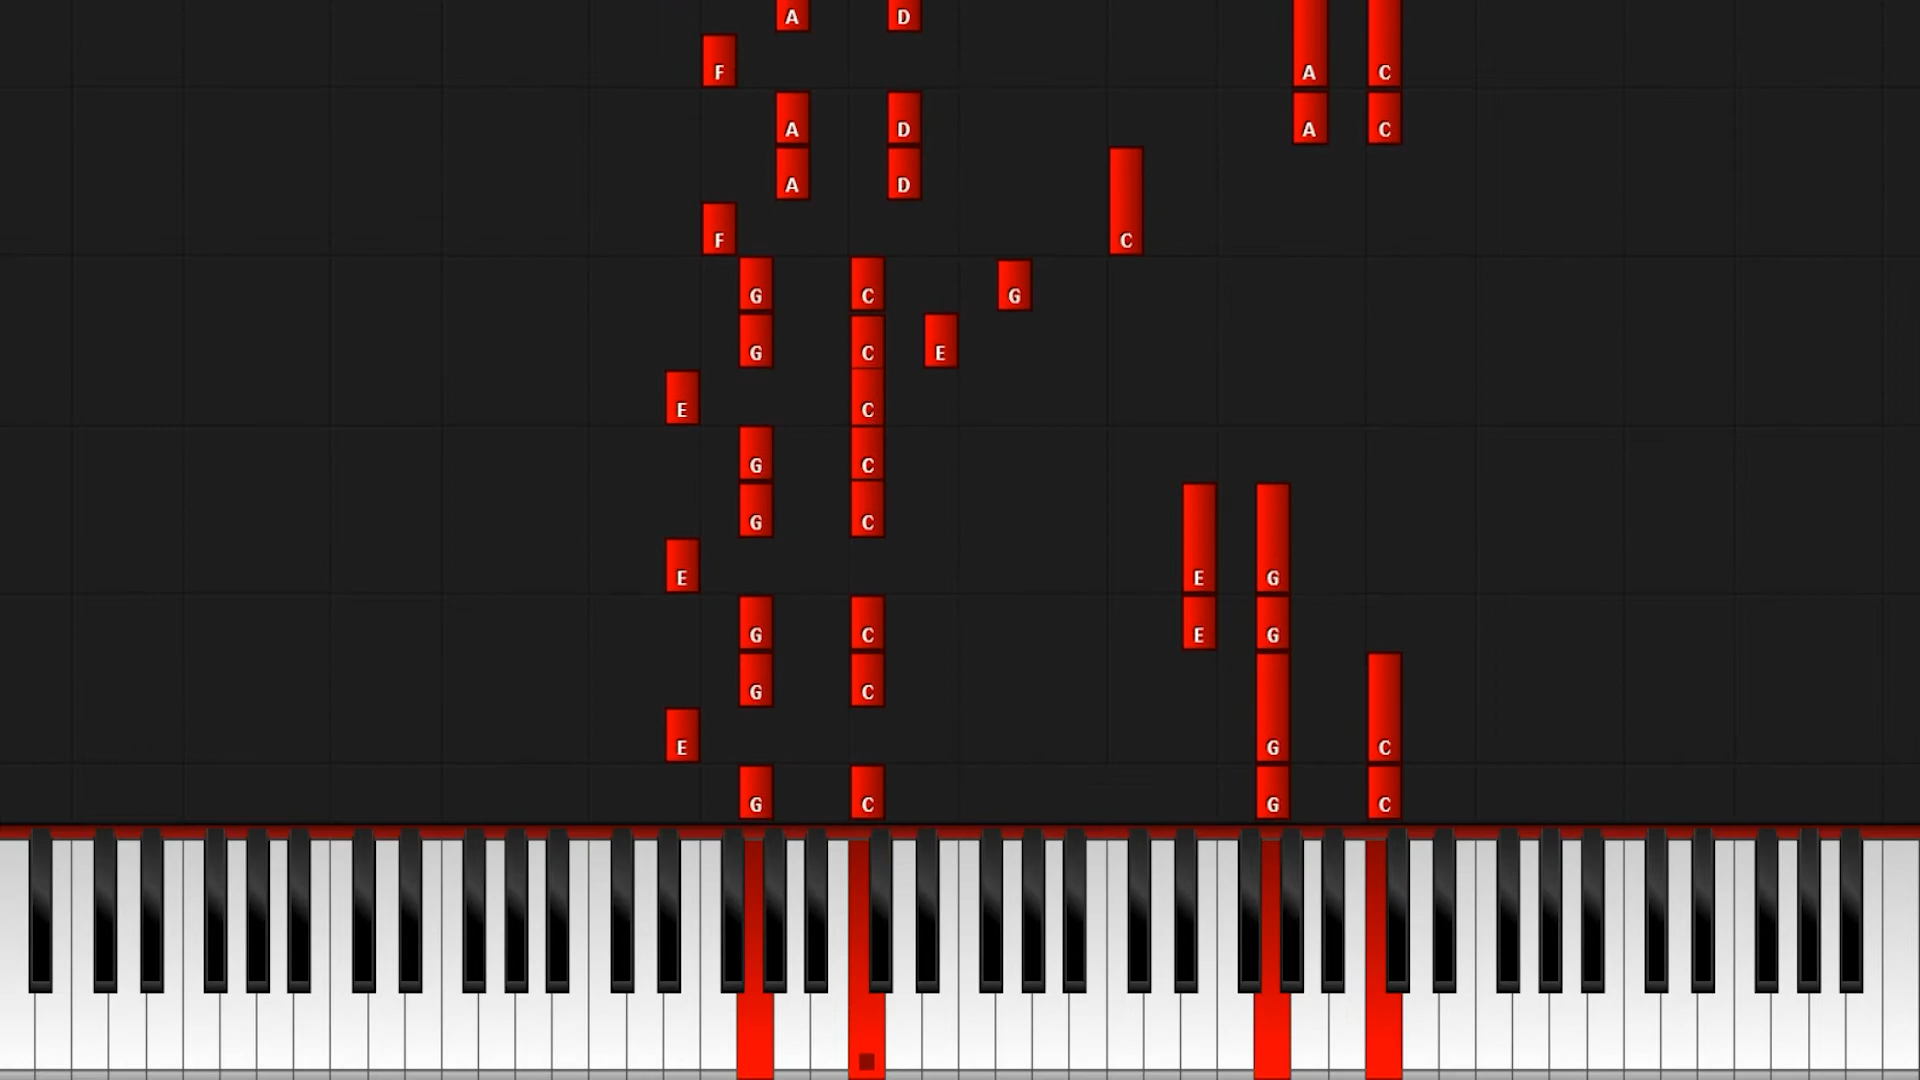 A D
F A C
A D A C
A D
F C
G C G
G C E
E C
G C
G C
E E G
G C E G
G C
E G C
G C G C